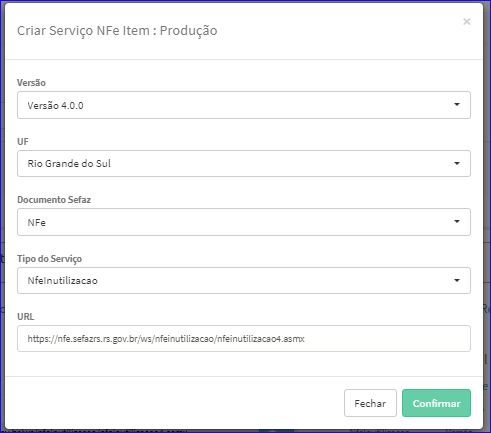 Criar Serviço NFe Item : Produção
×
Versão
Versão 4.0.0
UF
Rio Grande do Sul
Documento Sefaz
NFe
Tipo do Serviço
NfeInutilizacao
URL
https://nfe.sefazrs.rs.gov.br/ws/nfeinutilizacao/nfeinutilizacao4.asmx
Fechar
Confirmar